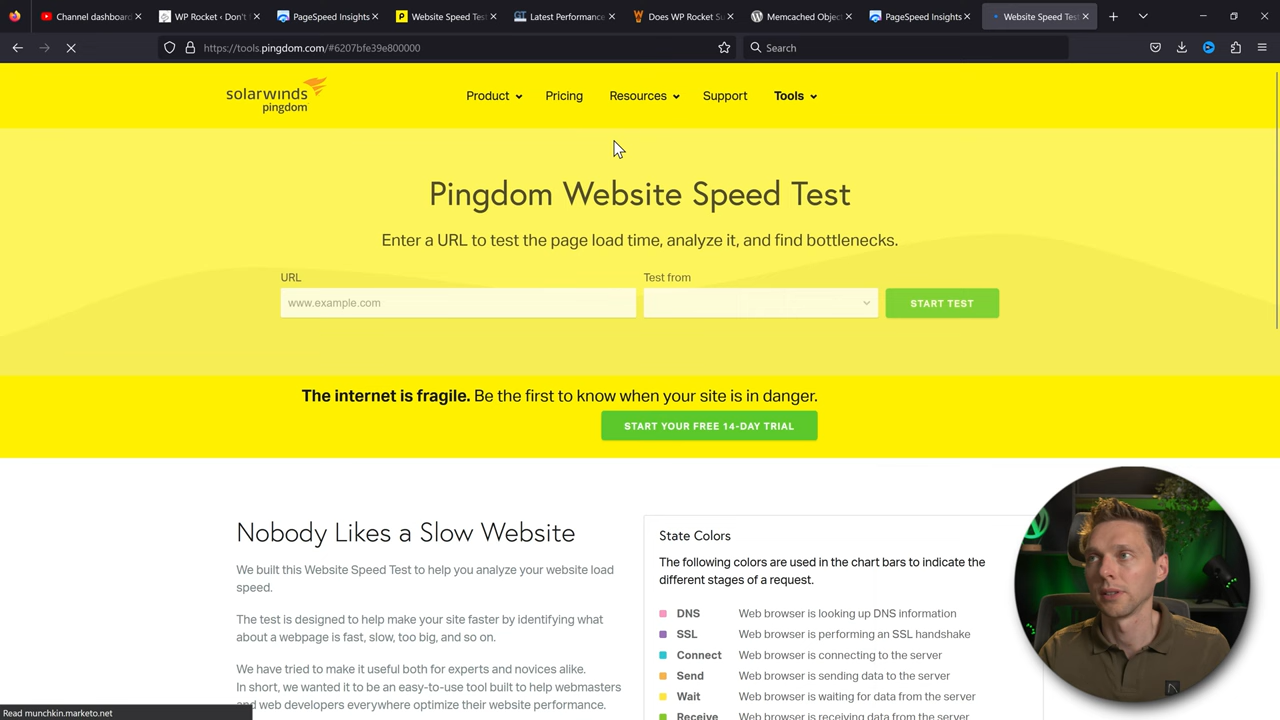 Channel dashboard
WP Rocket ‹ Don't
PageSpeed Insights
Website Speed Test
Latest Performance
Does WP Rocket Su
Memcached Object
PageSpeed Insights
Website Speed Test
https://tools.pingdom.com/#6207bfe39e800000
Search
solarwinds
pingdom
Product
Pricing
Resources
Support
Tools
Pingdom Website Speed Test
Enter a URL to test the page load time, analyze it, and find bottlenecks.
URL
Test from
www.example.com
START TEST
The internet is fragile. Be the first to know when your site is in danger.
START YOUR FREE 14-DAY TRIAL
Nobody Likes a Slow Website
We built this Website Speed Test to help you analyze your website load
speed.
The test is designed to help make your site faster by identifying what
about a webpage is fast, slow, too big, and so on.
We have tried to make it useful both for experts and novices alike.
In short, we wanted it to be an easy-to-use tool built to help webmasters
and web developers everywhere optimize their website performance.
State Colors
The following colors are used in the chart bars to indicate the
different stages of a request.
DNS Web browser is looking up DNS information
SSL Web browser is performing an SSL handshake
Connect Web browser is connecting to the server
Send Web browser is sending data to the server
Wait Web browser is waiting for data from the server
Receive Web browser is receiving data from the server
Read munchkin.marketo.net